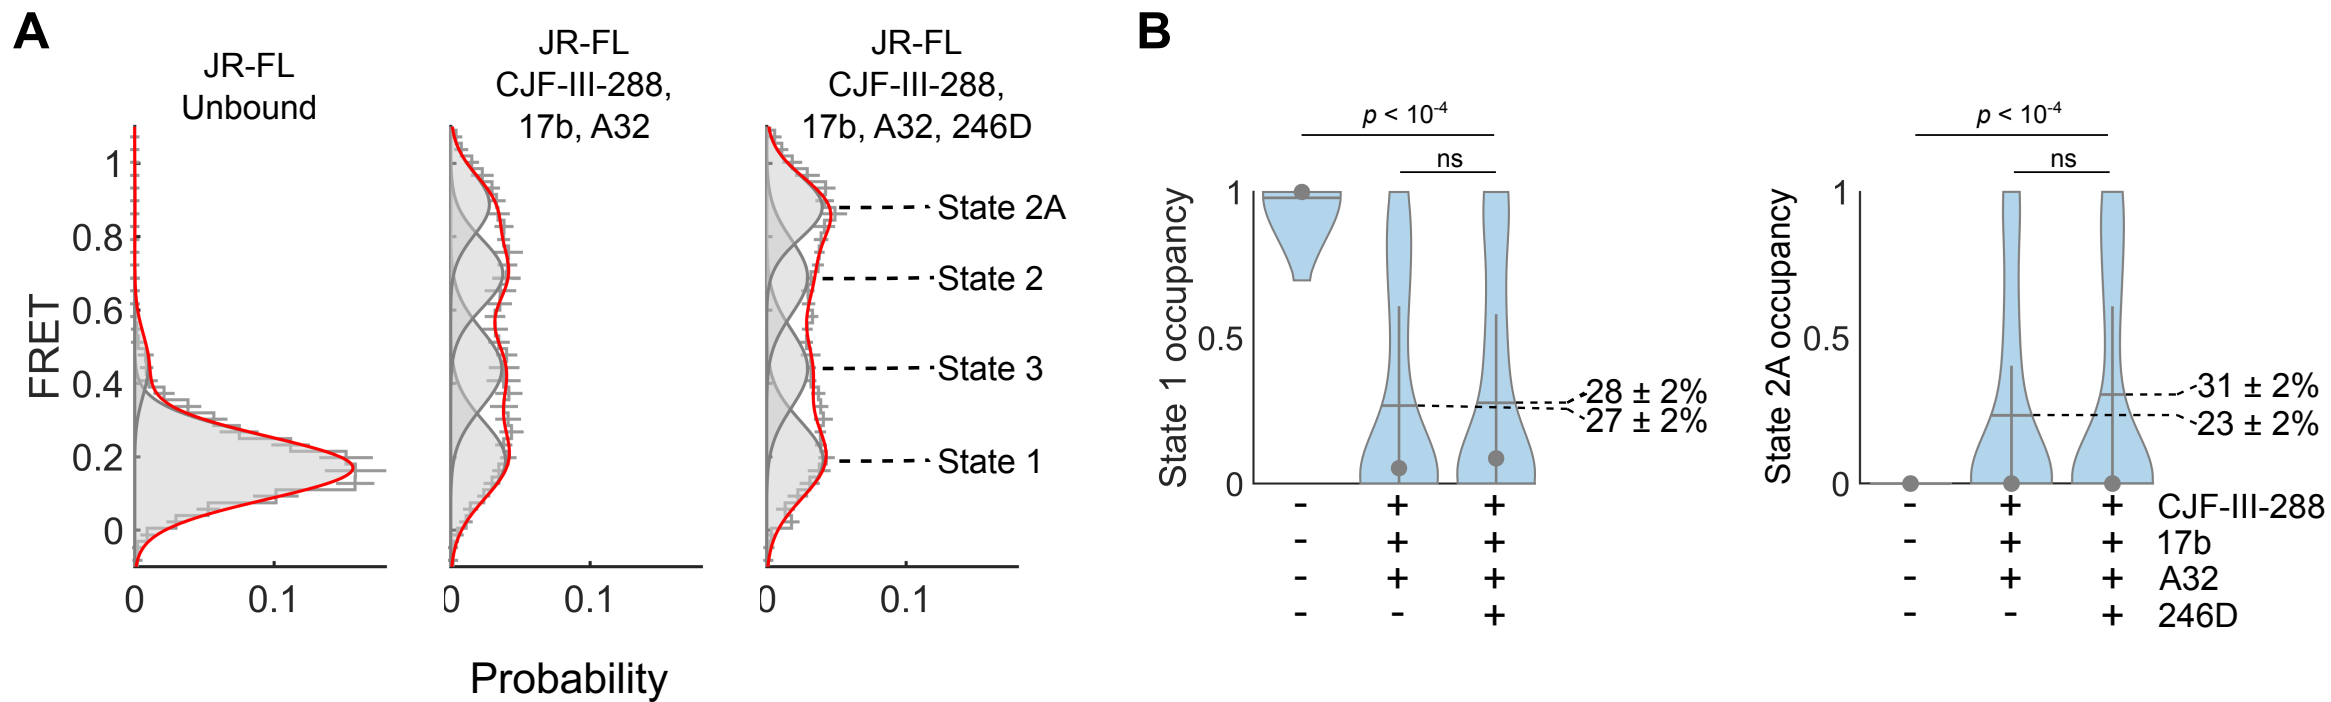 A
JR-FL
Unbound
JR-FL
CJF-III-288,
17b, A32
JR-FL
CJF-III-288,
17b, A32, 246D
FRET
1
0.8
0.6
0.4
0.2
0
0
0.1
0
0.1
0
0.1
Probability
State 2A
State 2
State 3
State 1
B
State 1 occupancy
1
0.5
0
p < 10-4
ns
28 ± 2%
27 ± 2%
- + +
- + +
- + +
- - +
State 2A occupancy
1
0.5
0
p < 10-4
ns
31 ± 2%
23 ± 2%
- + + CJF-III-288
- + + 17b
- + + A32
- - + 246D